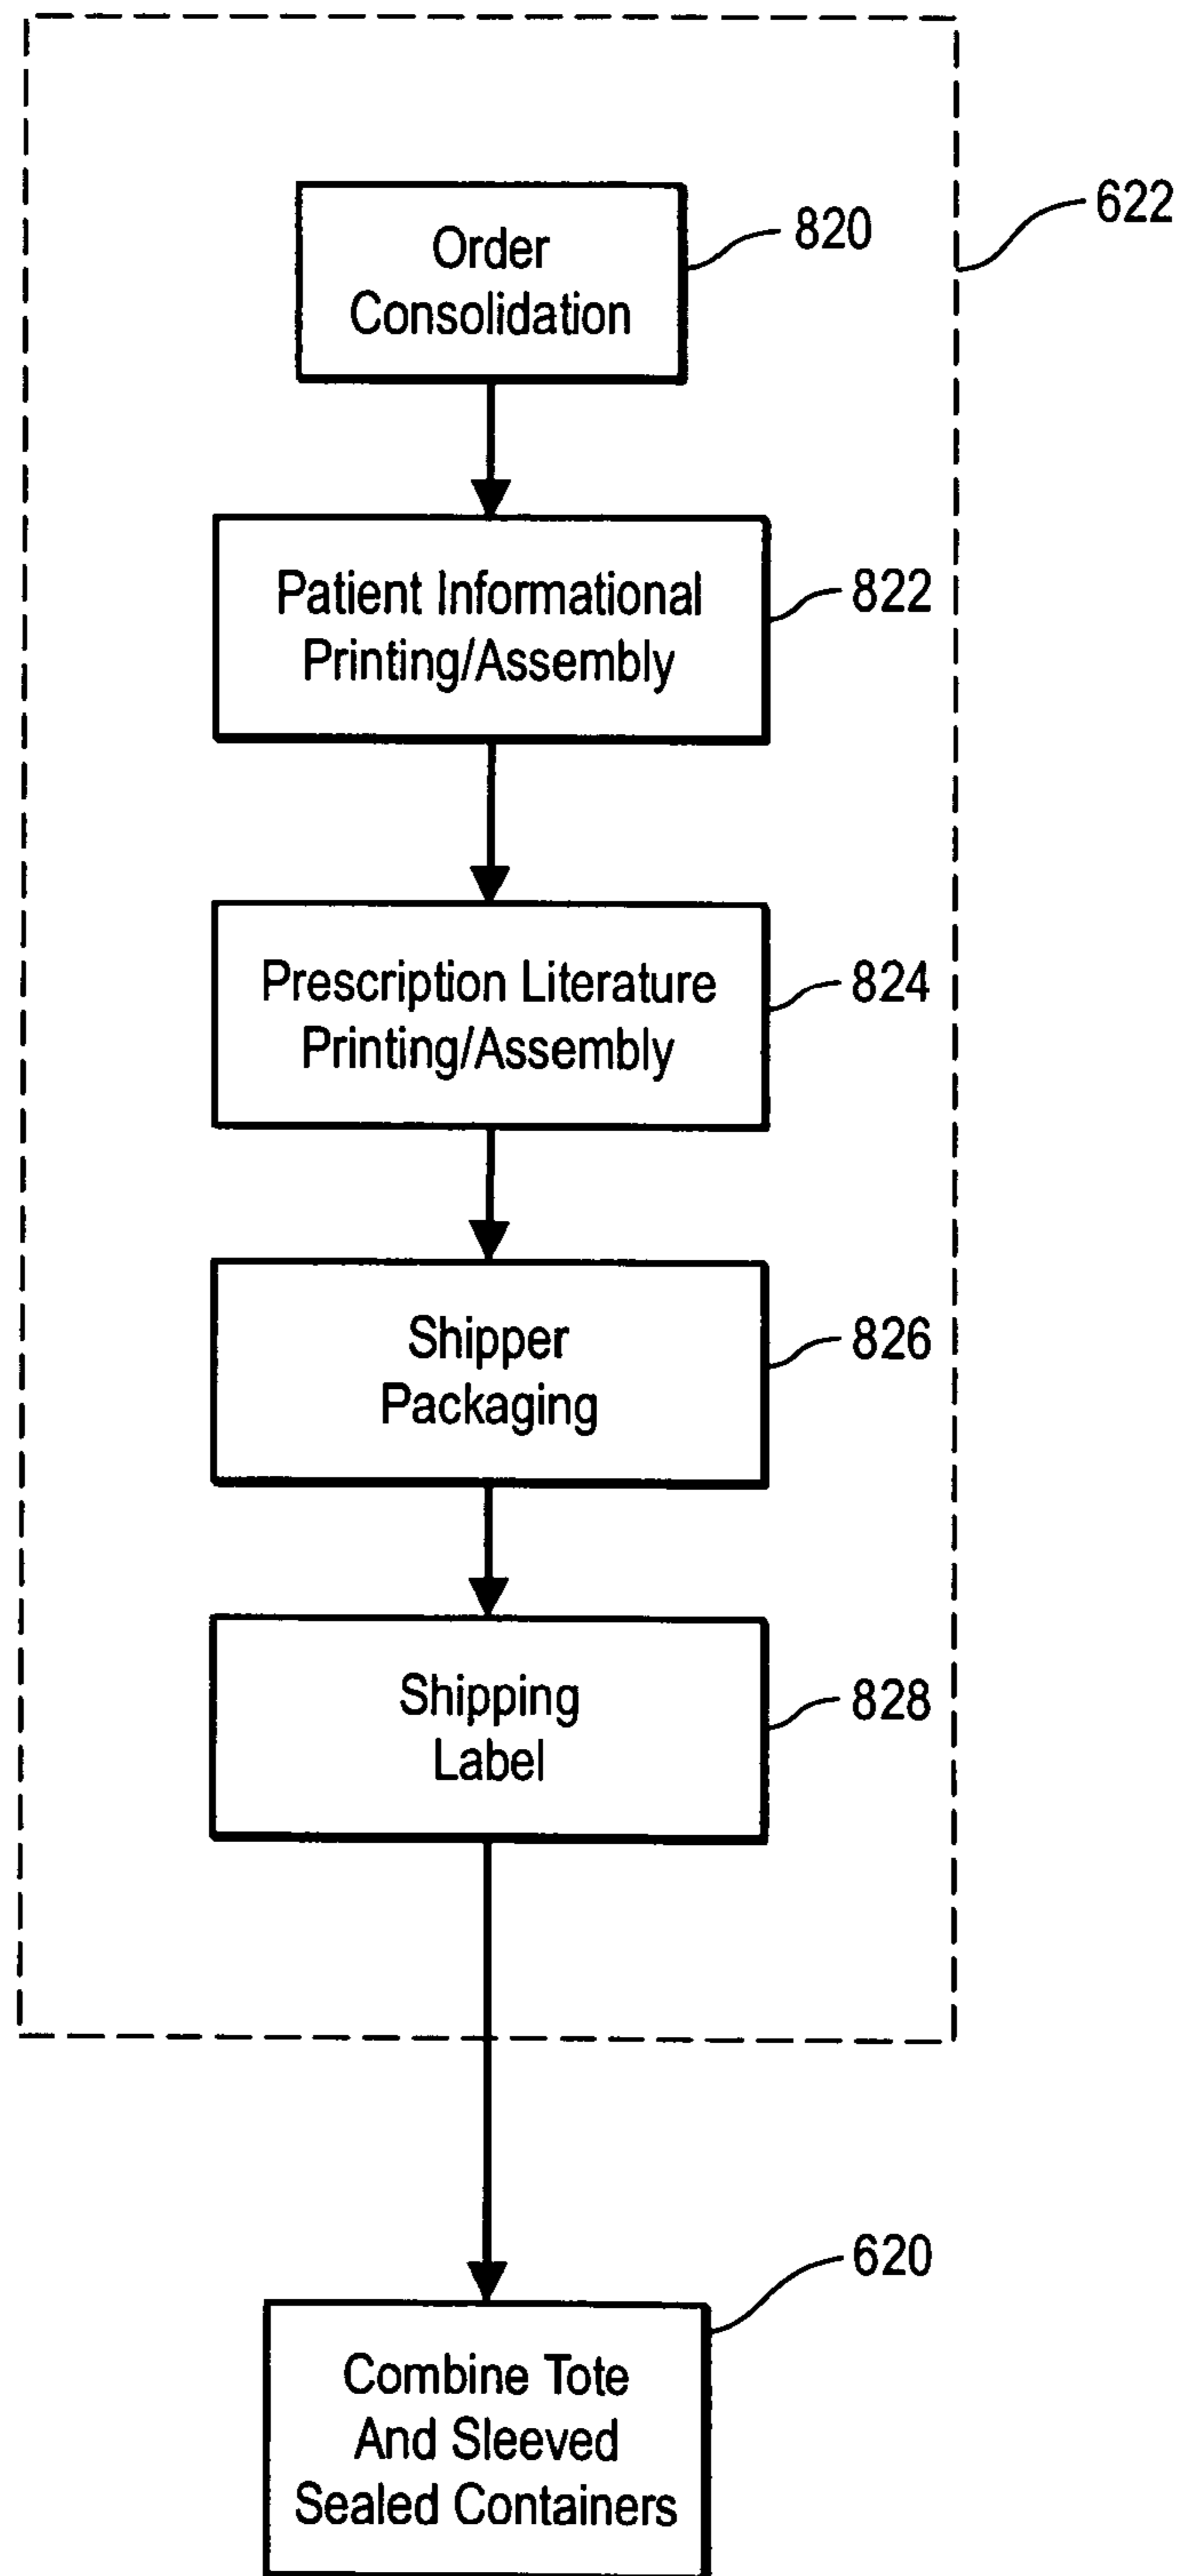 622
Order
Consolidation
820
Patient Informational
Printing/Assembly
822
Prescription Literature
Printing/Assembly
824
Shipper
Packaging
826
Shipping
Label
828
620
Combine Tote
And Sleeved
Sealed Containers